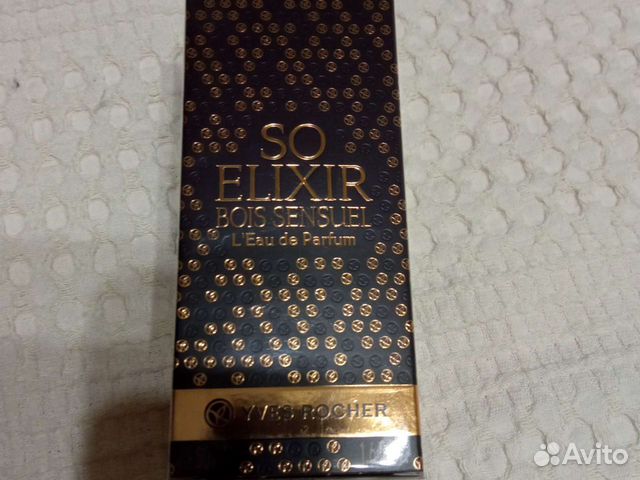 SO
ELIXIR
BOIS SENSUEL
L'Eau de Parfum
YVES ROCHER
Avito